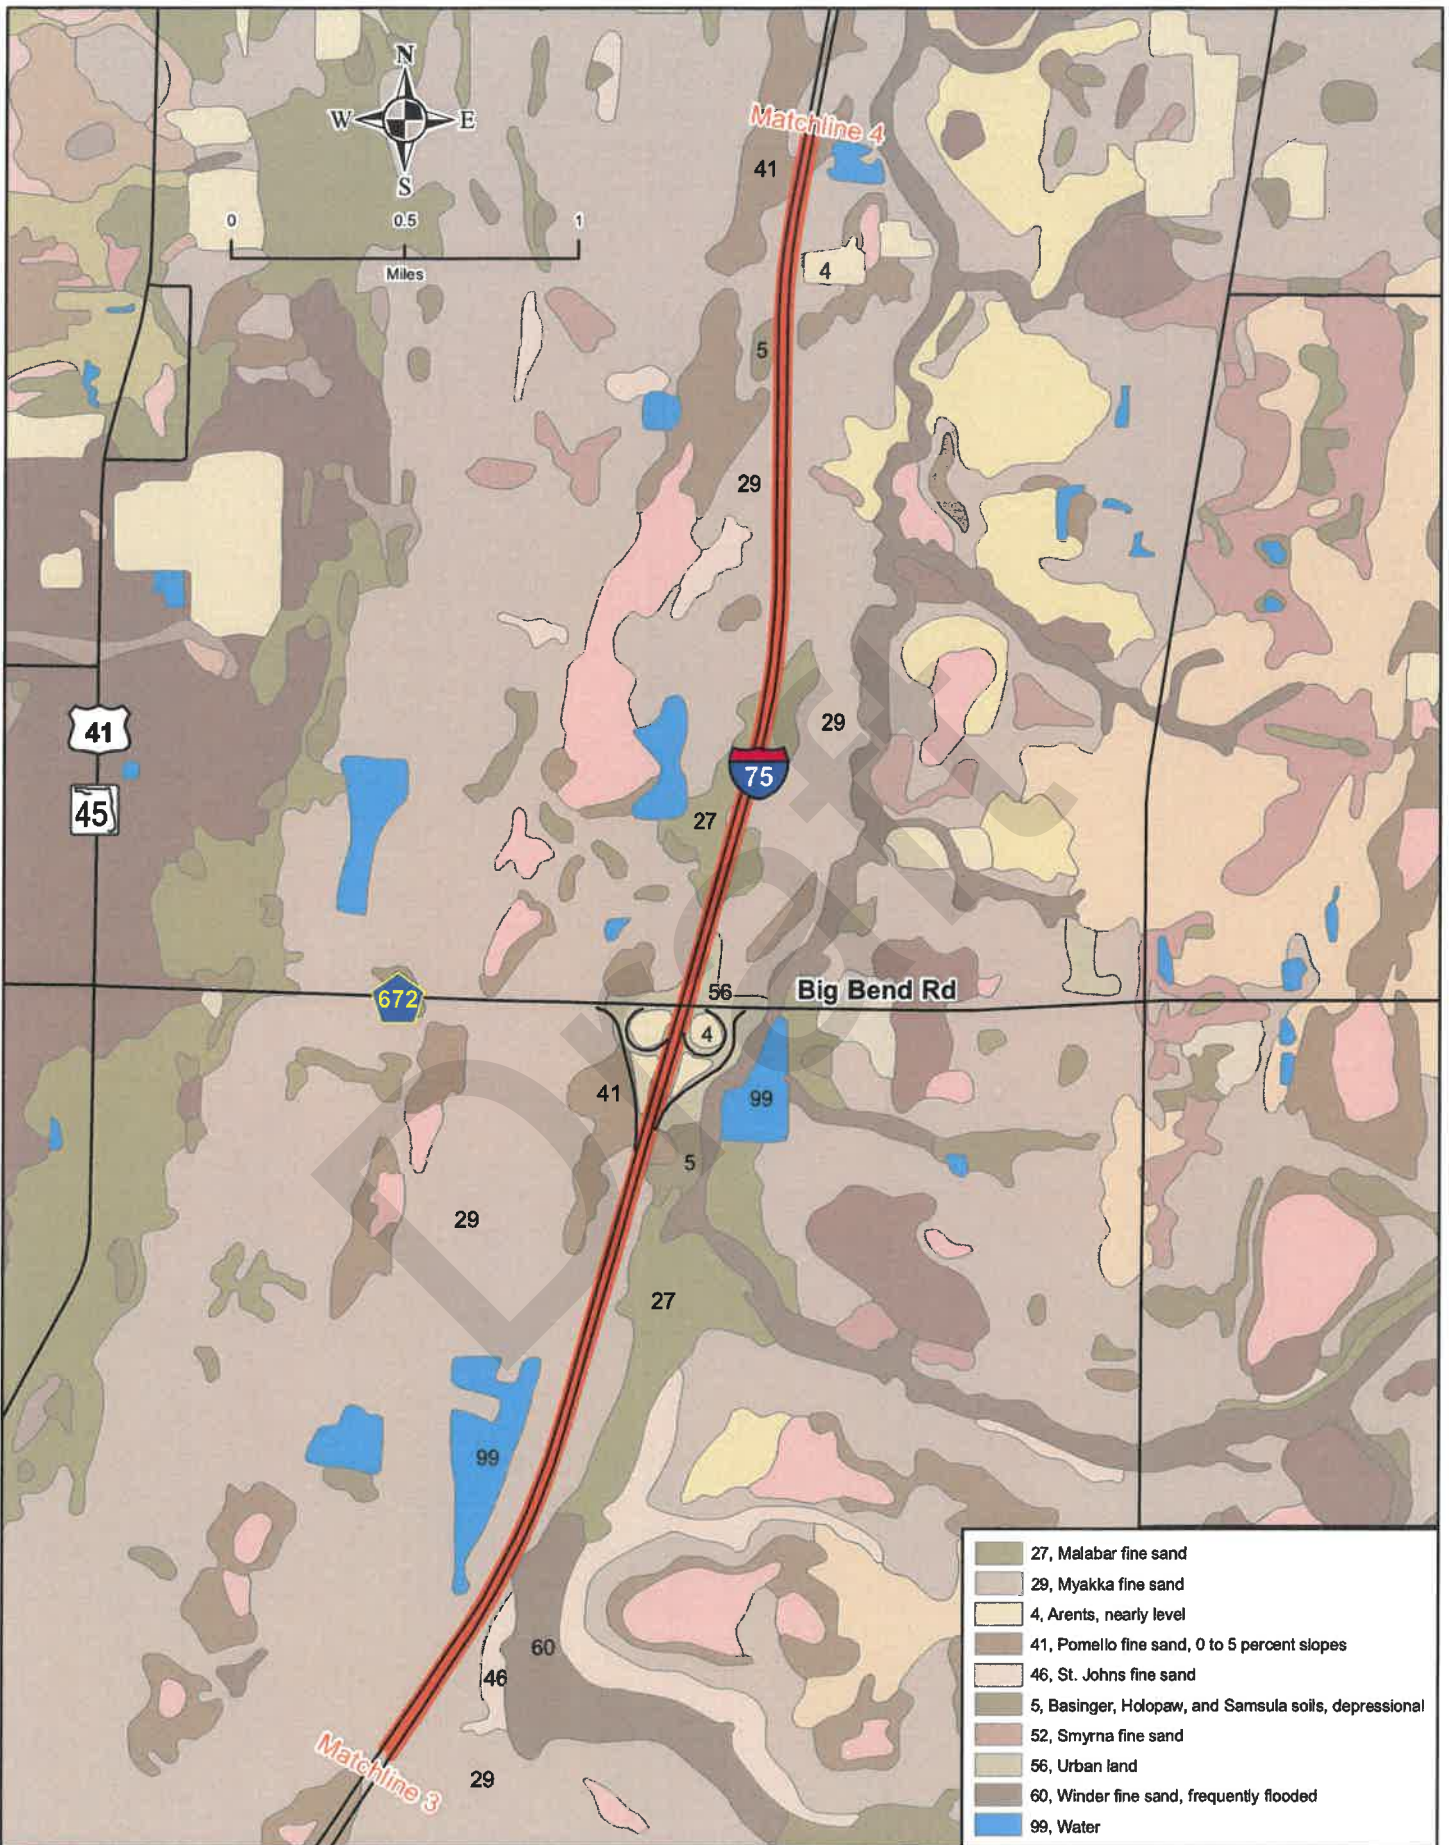 N
W
E
S
0
0.5
1
Miles
Matchline 4
41
4
5
29
41
45
29
75
27
672
56
Big Bend Rd
4
41
99
5
29
27
99
60
46
29
Matchline 3
Draft
27, Malabar fine sand
29, Myakka fine sand
4, Arents, nearly level
41, Pomello fine sand, 0 to 5 percent slopes
46, St. Johns fine sand
5, Basinger, Holopaw, and Samsula soils, depressional
52, Smyrna fine sand
56, Urban land
60, Winder fine sand, frequently flooded
99, Water